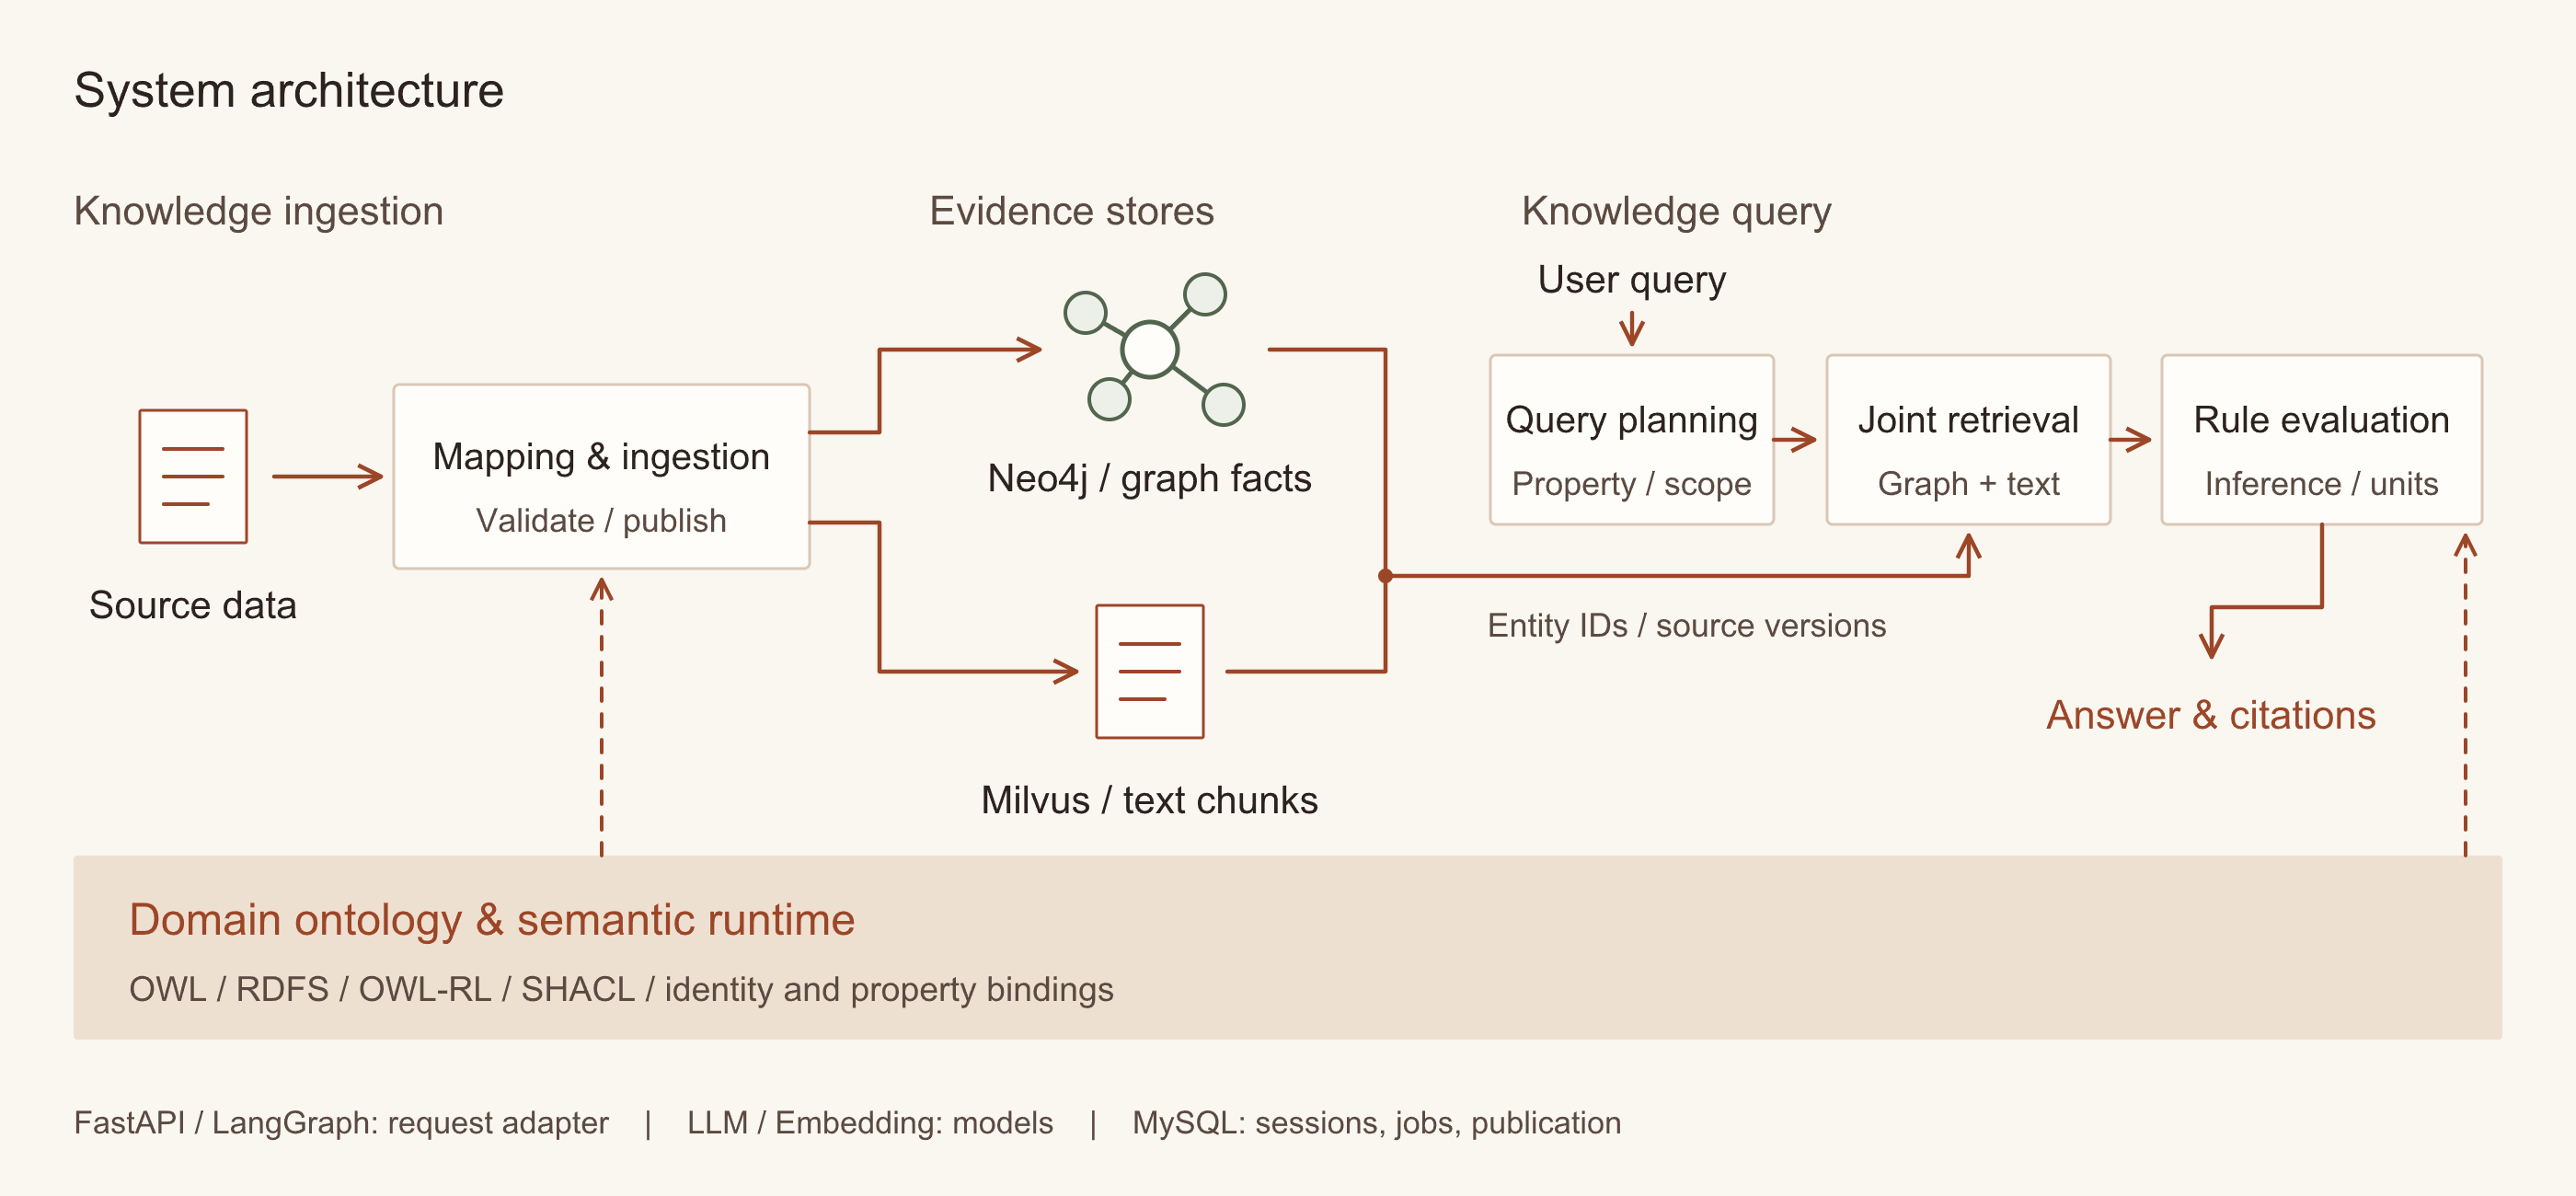 System architecture
Knowledge ingestion
Evidence stores
Knowledge query
User query
Source data
Mapping & ingestion
Validate / publish
Neo4j / graph facts
Milvus / text chunks
Query planning
Property / scope
Joint retrieval
Graph + text
Rule evaluation
Inference / units
Entity IDs / source versions
Answer & citations
Domain ontology & semantic runtime
OWL / RDFS / OWL-RL / SHACL / identity and property bindings
FastAPI / LangGraph: request adapter | LLM / Embedding: models | MySQL: sessions, jobs, publication